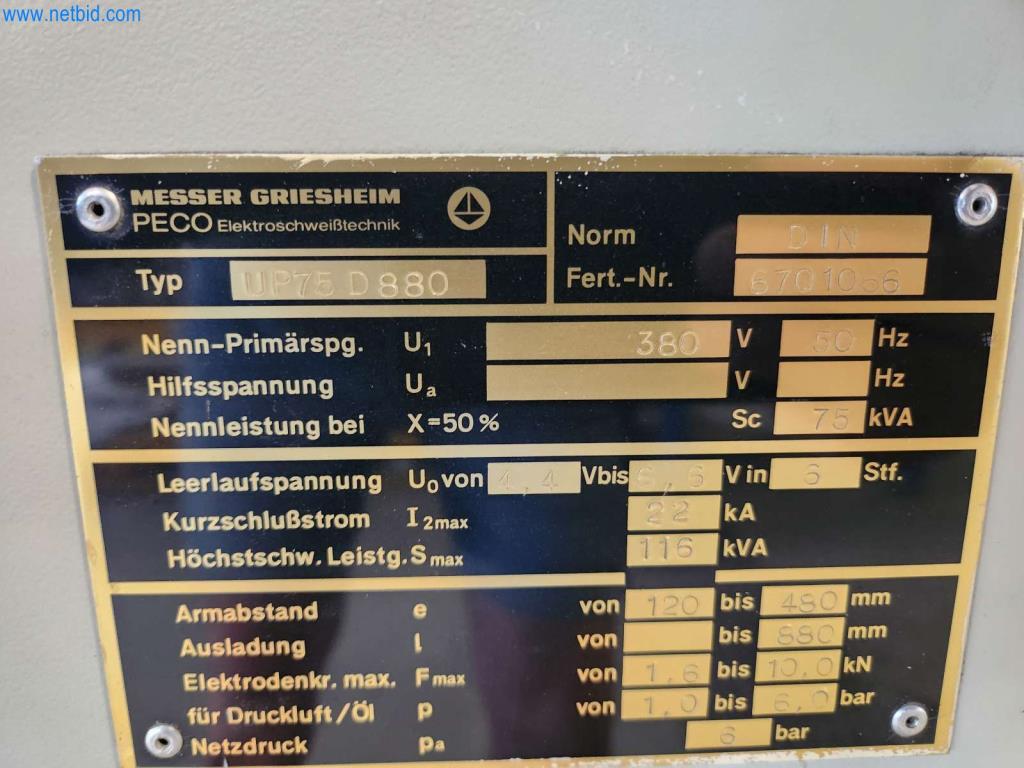 www.netbid.com
MESSER GRIESHEIM
PECO Elektroschweißtechnik
Typ UP75 D880
Norm DIN
Fert.-Nr.
Nenn-Primärspg. U1 380 V 50 Hz
Hilfsspannung Ua V Hz
Nennleistung bei X=50% Sc 75 kVA
Leerlaufspannung U0 von 4,4 V bis 6,6 V in 6 Stf.
Kurzschlußstrom I2max 22 kA
Höchstschw. Leistg. Smax 116 kVA
Armabstand e von 120 bis 480 mm
Ausladung l von bis 880 mm
Elektrodenkr. max. Fmax von 1,6 bis 10,0 kN
für Druckluft/Öl p von 1,0 bis 6,0 bar
Netzdruck pa 6 bar